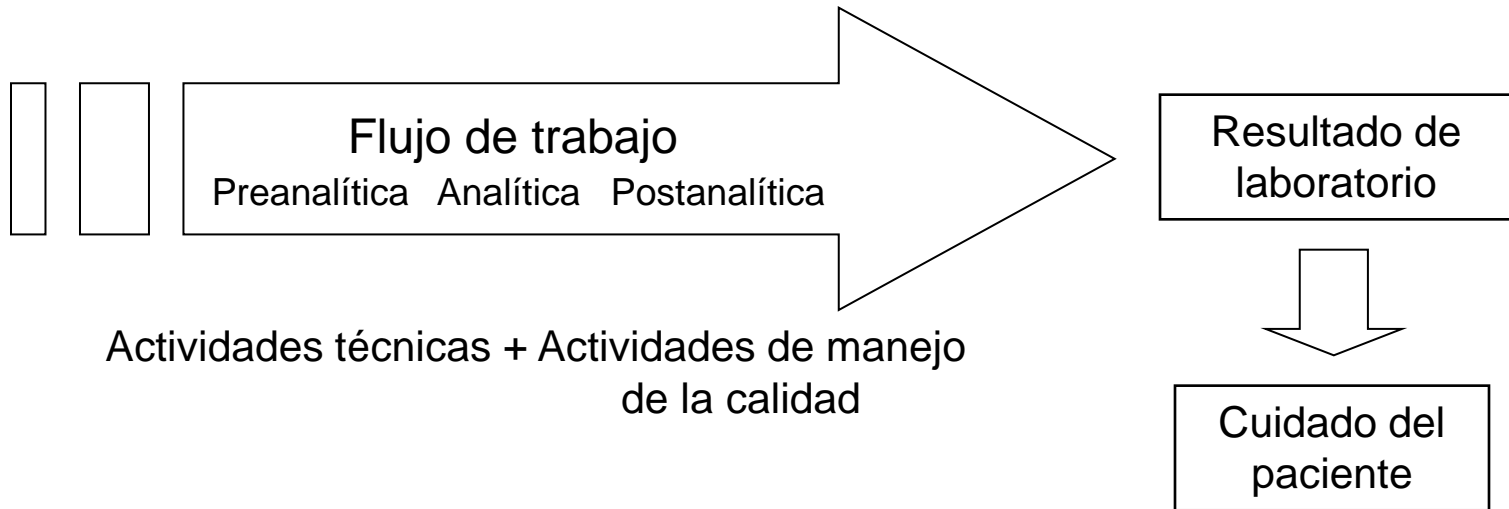 Flujo de trabajo
Preanalítica Analítica Postanalítica
Actividades técnicas + Actividades de manejo
de la calidad
Resultado de
laboratorio
Cuidado del
paciente